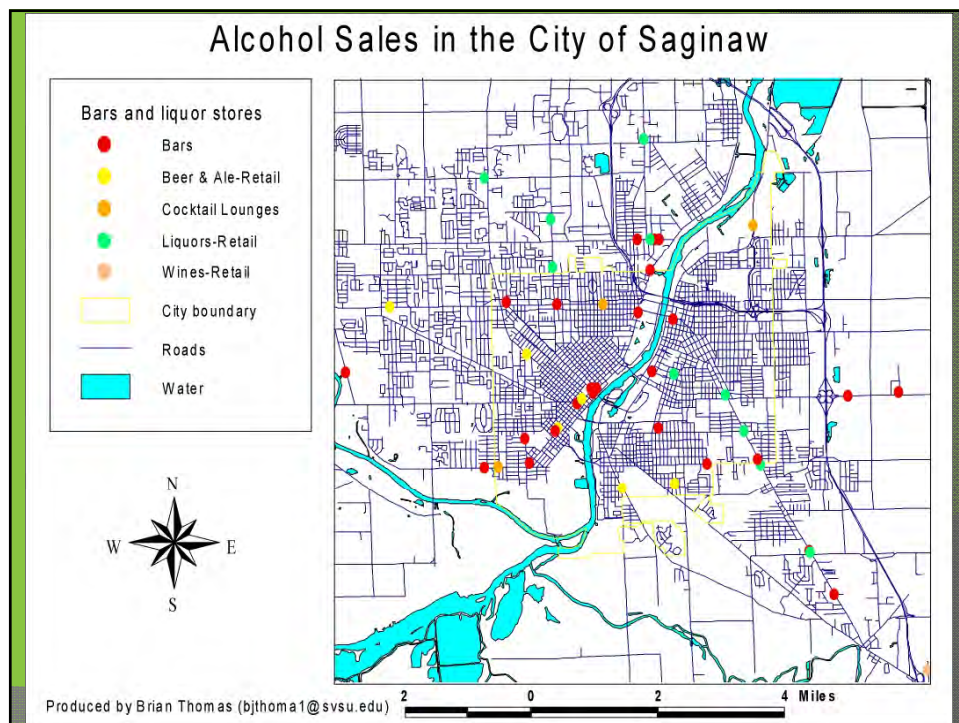 Alcohol Sales in the City of Saginaw
Bars and liquor stores
Bars
Beer & Ale-Retail
Cocktail Lounges
Liquors-Retail
Wines-Retail
City boundary
Roads
Water
N
W E
S
2 0 2 4 Miles
Produced by Brian Thomas (bjthoma1@svsu.edu)